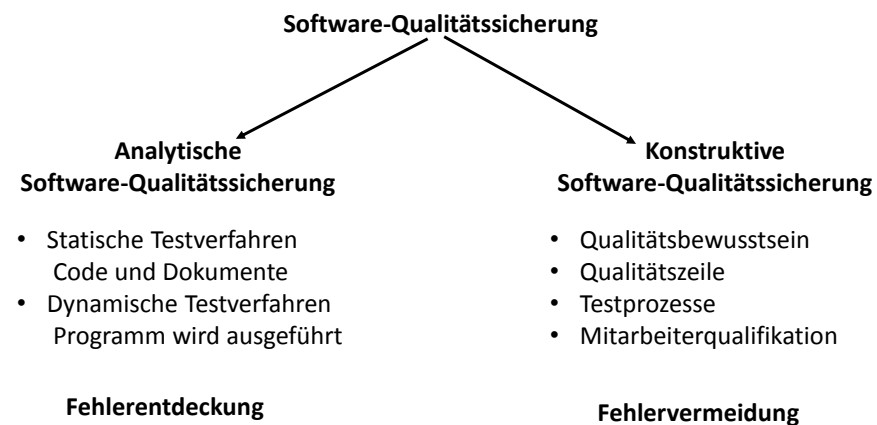 Software-Qualitätssicherung
Analytische
Software-Qualitätssicherung
• Statische Testverfahren
Code und Dokumente
• Dynamische Testverfahren
Programm wird ausgeführt
Fehlerentdeckung
Konstruktive
Software-Qualitätssicherung
• Qualitätsbewusstsein
• Qualitätszeile
• Testprozesse
• Mitarbeiterqualifikation
Fehlervermeidung